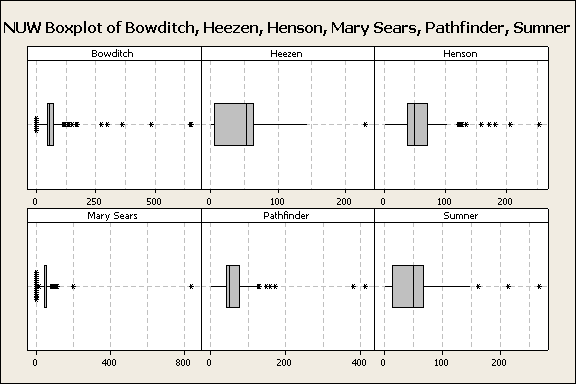 NUW Boxplot of Bowditch, Heezen, Henson, Mary Sears, Pathfinder, Sumner
Bowditch Heezen Henson
0 250 500 0 100 200 0 100 200
Mary Sears Pathfinder Sumner
0 400 800 0 200 400 0 100 200